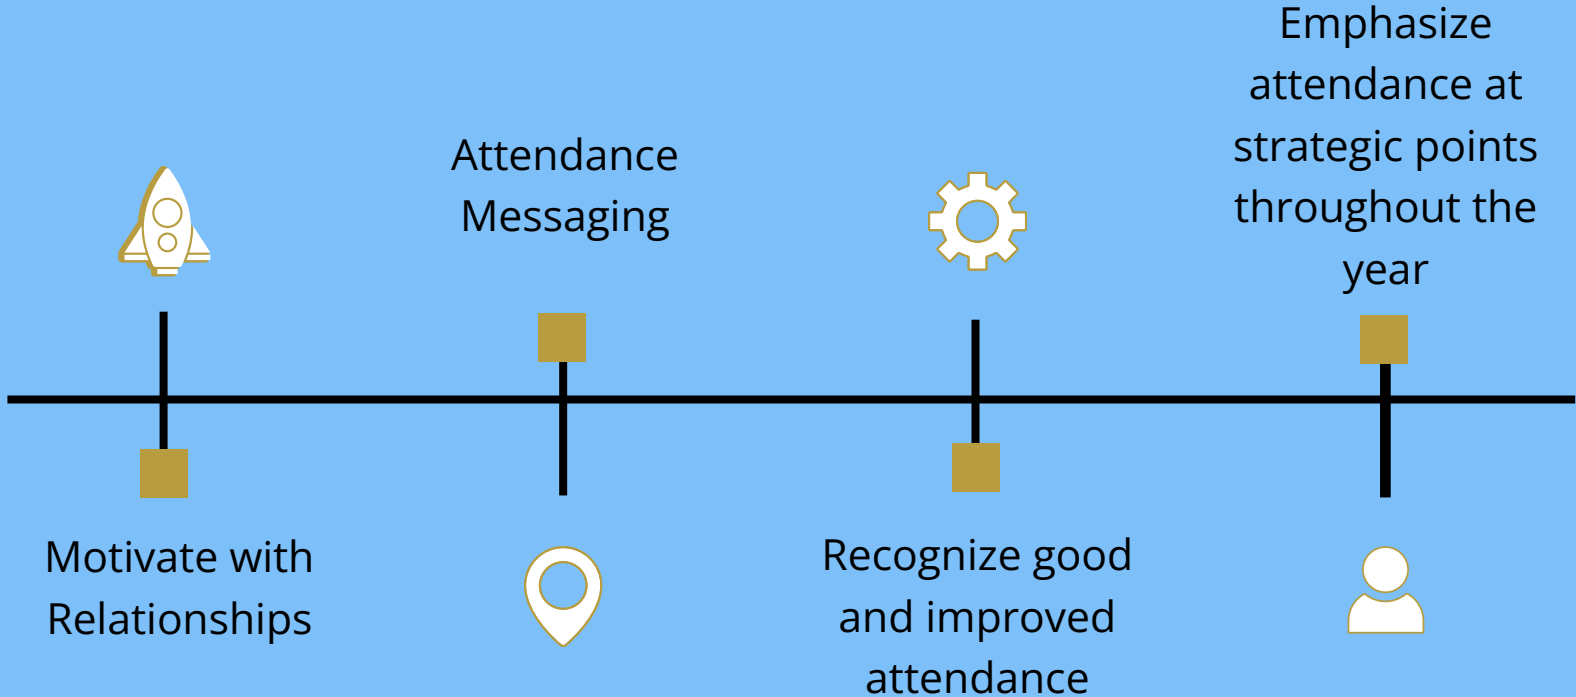 Motivate with
Relationships
Attendance
Messaging
Recognize good
and improved
attendance
Emphasize
attendance at
strategic points
throughout the
year